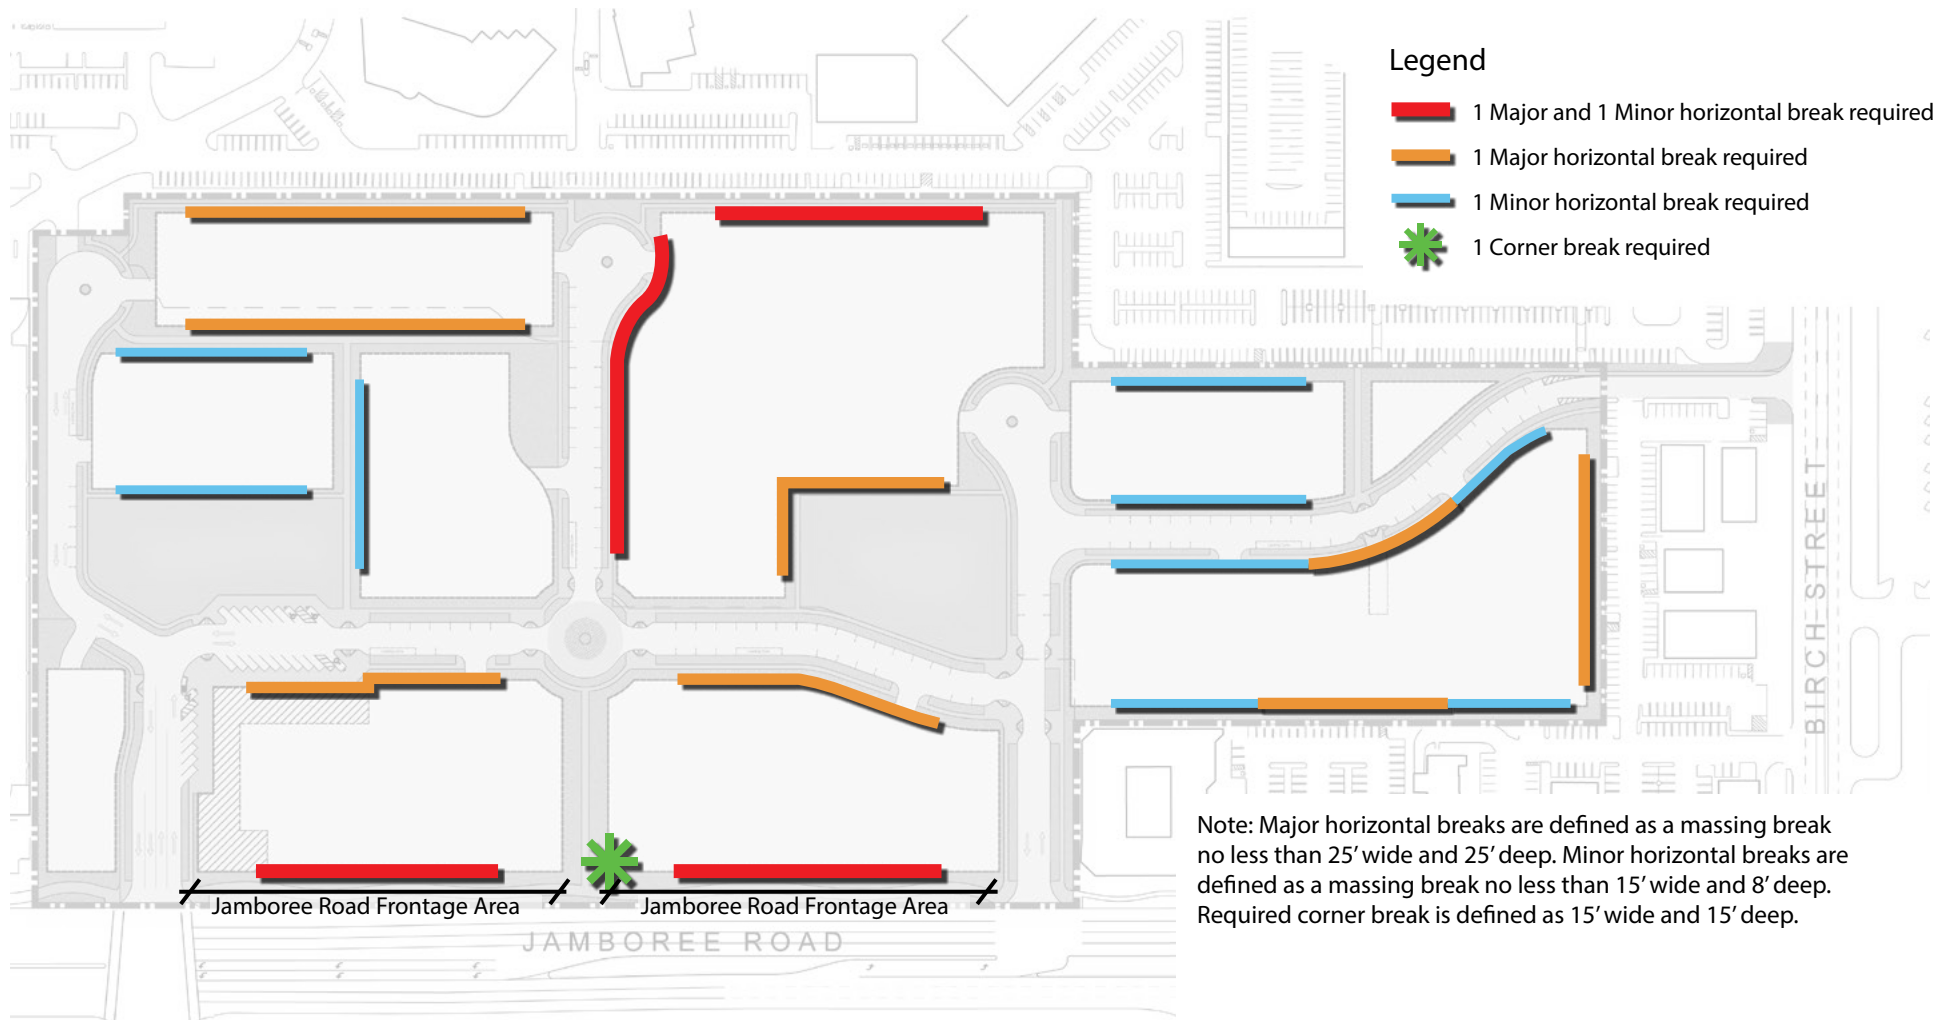 Legend
1 Major and 1 Minor horizontal break required
1 Major horizontal break required
1 Minor horizontal break required
1 Corner break required
BIRCH STREET
Note: Major horizontal breaks are defined as a massing break
no less than 25’ wide and 25’ deep. Minor horizontal breaks are
defined as a massing break no less than 15’ wide and 8’ deep.
Required corner break is defined as 15’ wide and 15’ deep.
Jamboree Road Frontage Area
Jamboree Road Frontage Area
JAMBOREE ROAD